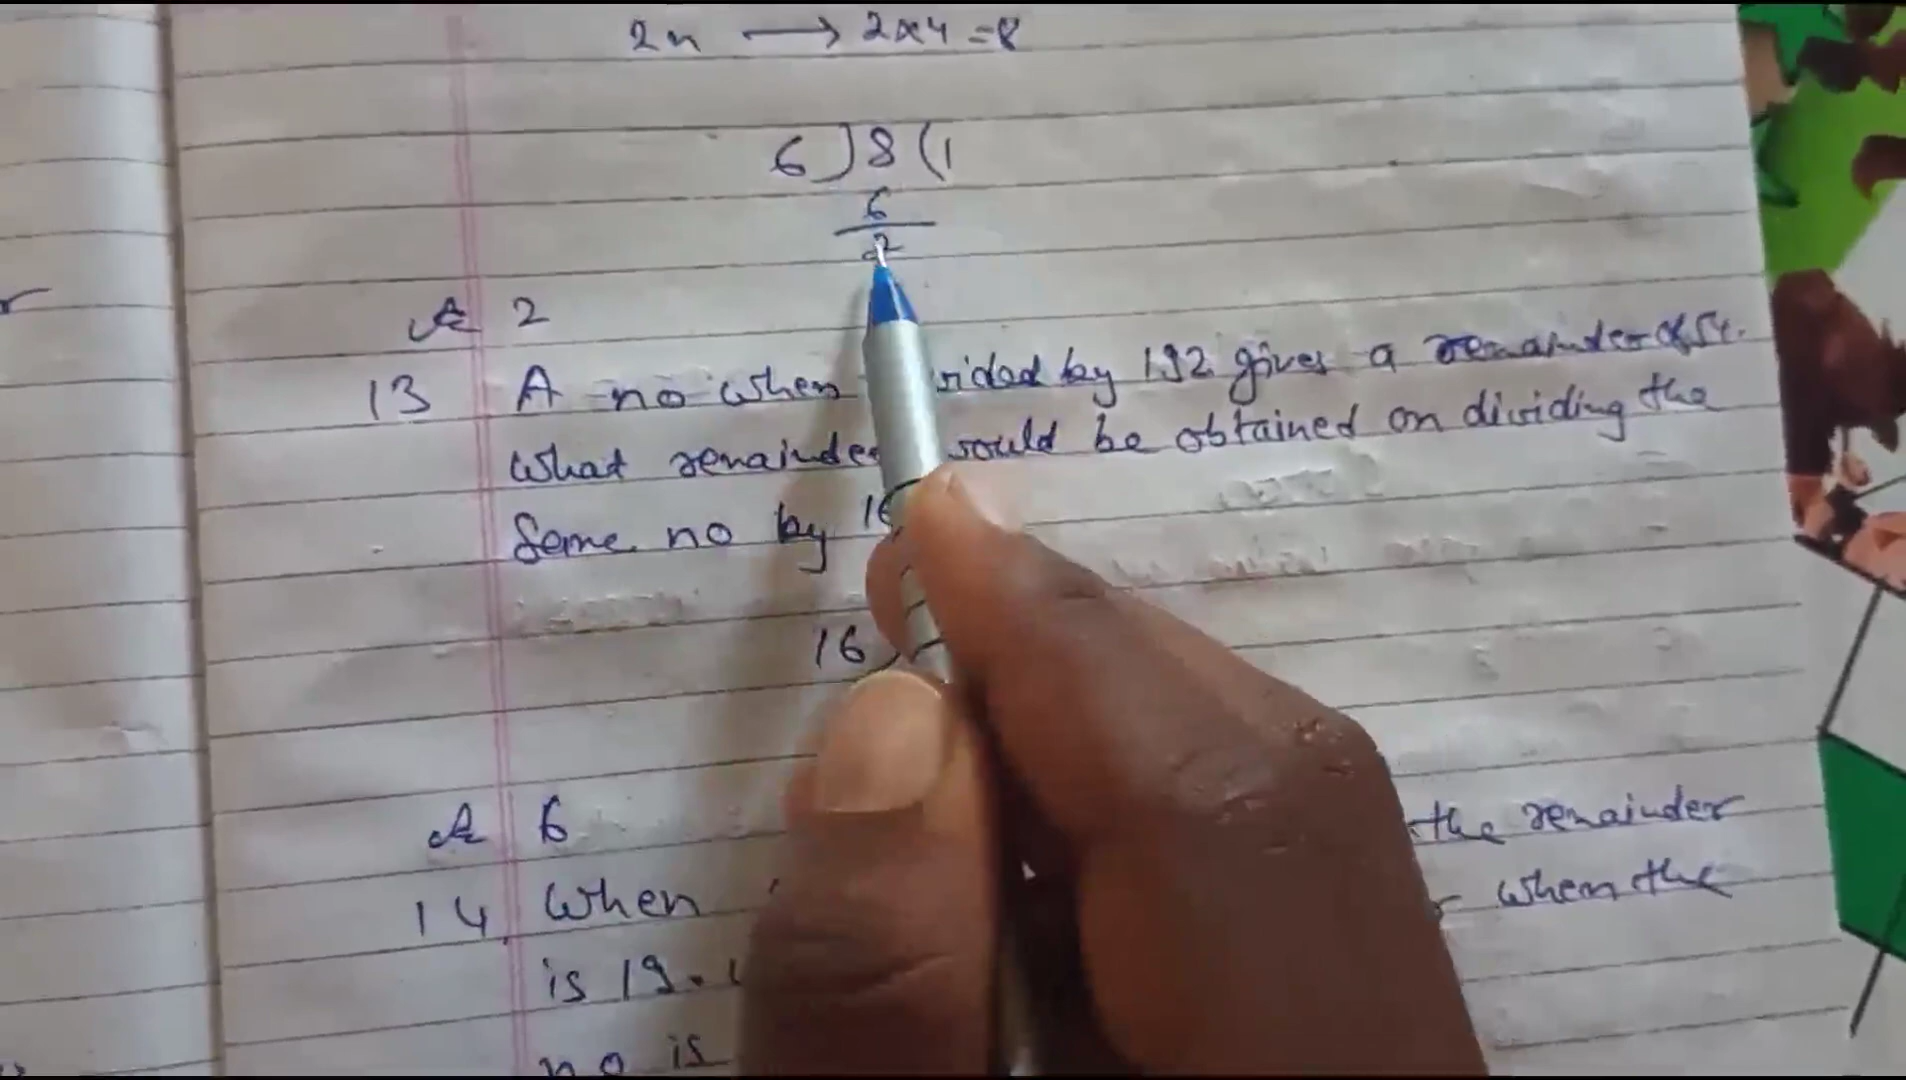 2n → 2x4 = 8
6 ) 8 ( 1
6
2
A 2
13 A no when by 192 gives a remainder of 54.
What remainder would be obtained on dividing the
Same no by
16
A 6
the remainder
14. When when the
is 19.
no is